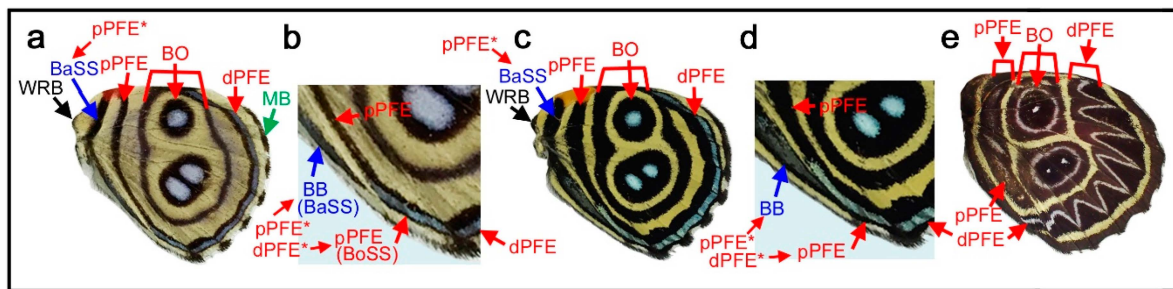 a
pPFE*
BaSS
pPFE
BO
dPFE
WRB
MB
b
pPFE
BB
(BaSS)
pPFE*
dPFE*
pPFE
(BoSS)
dPFE
c
pPFE*
BaSS
pPFE
BO
dPFE
WRB
d
pPFE
BB
pPFE*
dPFE*
pPFE
e
pPFE
BO
dPFE
pPFE
dPFE